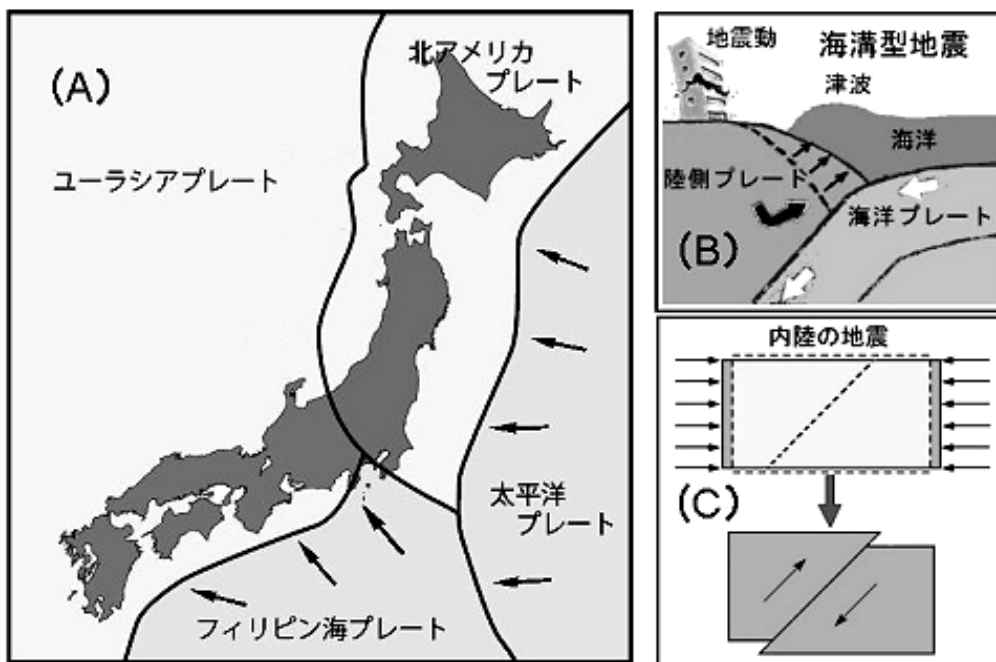 (A)
北アメリカ
プレート
ユーラシアプレート
太平洋
プレート
フィリピン海プレート
地震動
海溝型地震
津波
海洋
陸側プレード
海洋プレート
(B)
内陸の地震
(C)